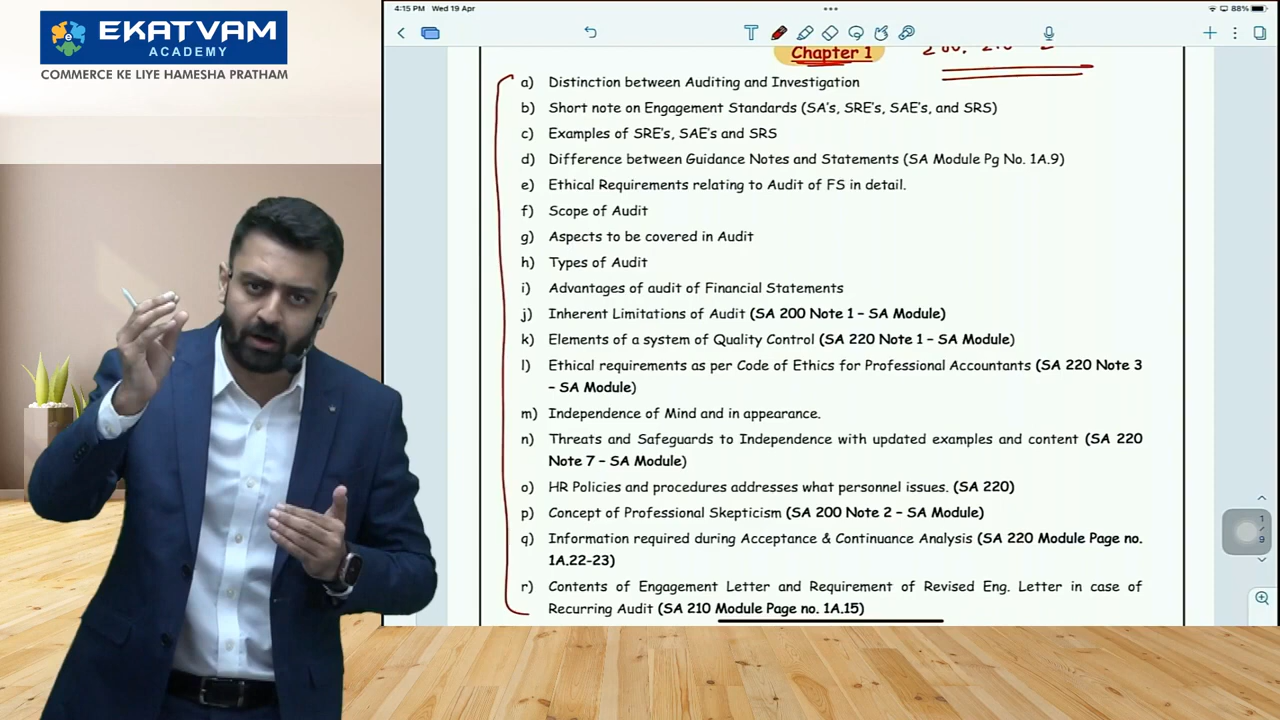 EKATVAM
ACADEMY
COMMERCE KE LIYE HAMESHA PRATHAM
4:15 PM Wed 19 Apr
88%
T
Chapter 1
a) Distinction between Auditing and Investigation
b) Short note on Engagement Standards (SA's, SRE's, SAE's, and SRS)
c) Examples of SRE's, SAE's and SRS
d) Difference between Guidance Notes and Statements (SA Module Pg No. 1A.9)
e) Ethical Requirements relating to Audit of FS in detail.
f) Scope of Audit
g) Aspects to be covered in Audit
h) Types of Audit
i) Advantages of audit of Financial Statements
j) Inherent Limitations of Audit (SA 200 Note 1 – SA Module)
k) Elements of a system of Quality Control (SA 220 Note 1 – SA Module)
l) Ethical requirements as per Code of Ethics for Professional Accountants (SA 220 Note 3
– SA Module)
m) Independence of Mind and in appearance.
n) Threats and Safeguards to Independence with updated examples and content (SA 220
Note 7 – SA Module)
o) HR Policies and procedures addresses what personnel issues. (SA 220)
p) Concept of Professional Skepticism (SA 200 Note 2 – SA Module)
q) Information required during Acceptance & Continuance Analysis (SA 220 Module Page no.
1A.22-23)
r) Contents of Engagement Letter and Requirement of Revised Eng. Letter in case of
Recurring Audit (SA 210 Module Page no. 1A.15)
1
/
9